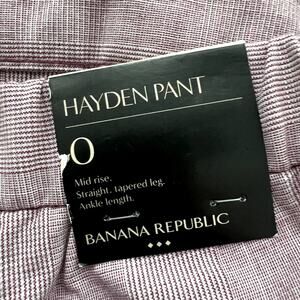 HAYDEN PANT
0
Mid rise.
Straight, tapered leg.
Ankle length.
BANANA REPUBLIC